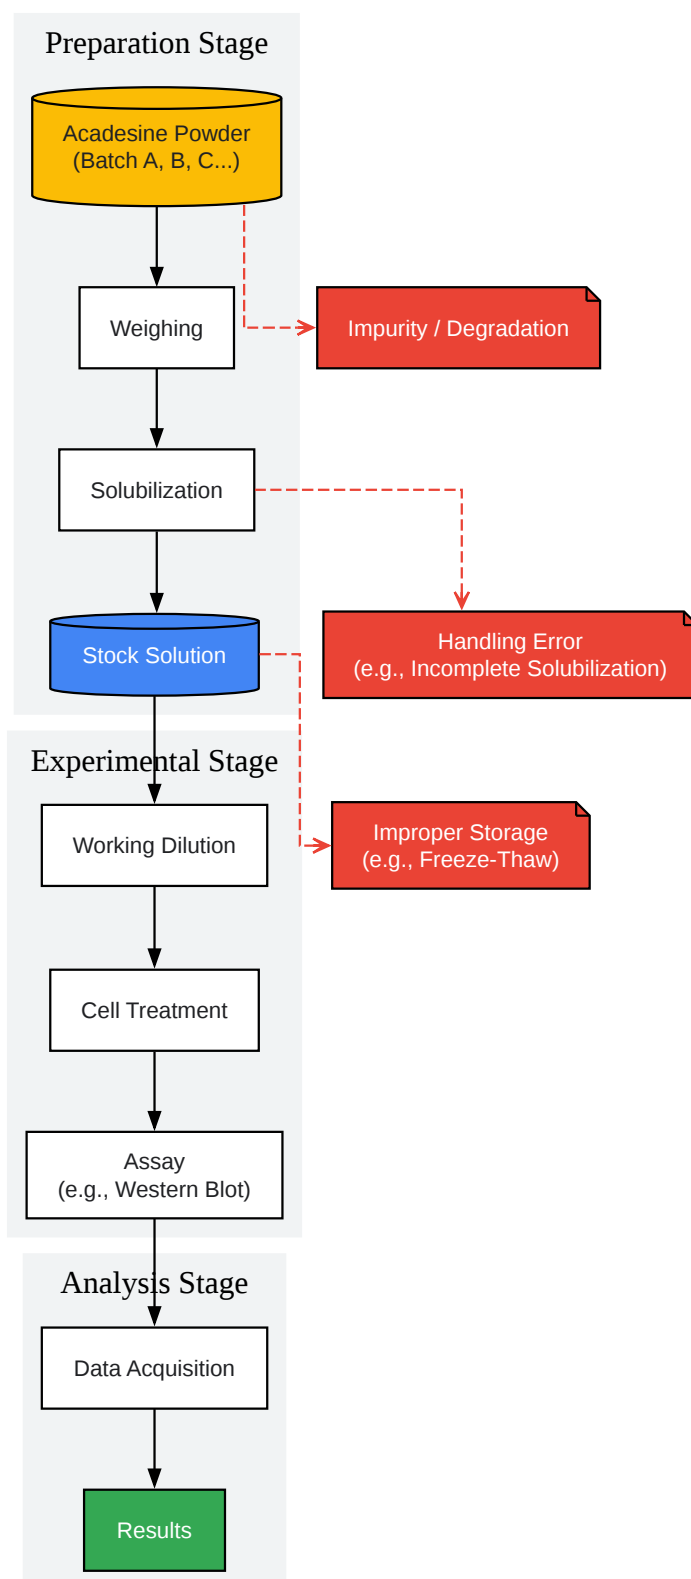 Preparation Stage
Acadesine Powder
(Batch A, B, C...)
Weighing
Impurity / Degradation
Solubilization
Handling Error
(e.g., Incomplete Solubilization)
Stock Solution
Experimental Stage
Improper Storage
(e.g., Freeze-Thaw)
Working Dilution
Cell Treatment
Assay
(e.g., Western Blot)
Analysis Stage
Data Acquisition
Results